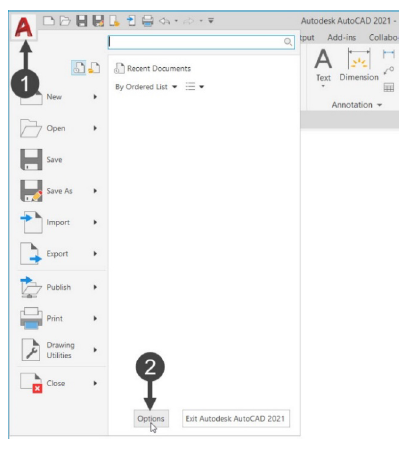 A
Autodesk AutoCAD 2021 -
tput Add-ins Collabo
1
Recent Documents
By Ordered List
A
Text Dimension
Annotation
New
Open
Save
Save As
Import
Export
Publish
Print
Drawing
Utilities
Close
2
Options Exit Autodesk AutoCAD 2021